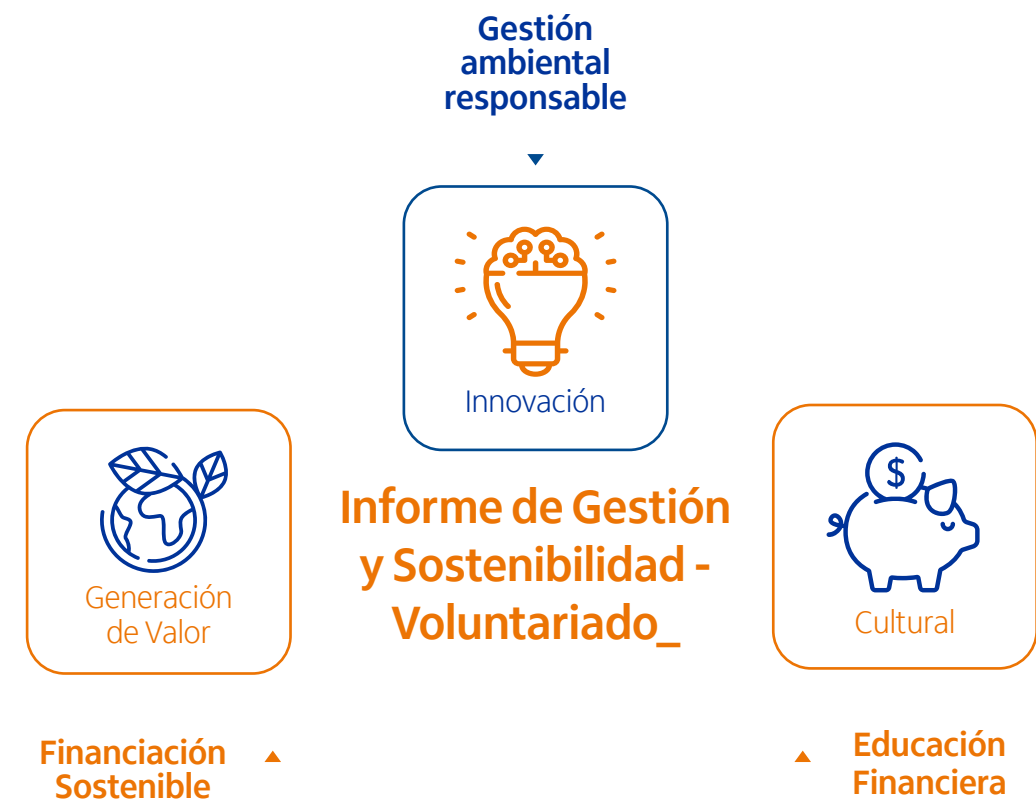 Gestión
ambiental
responsable
Innovación
Informe de Gestión
y Sostenibilidad -
Voluntariado_
Generación
de Valor
$
Cultural
Financiación
Sostenible
Educación
Financiera